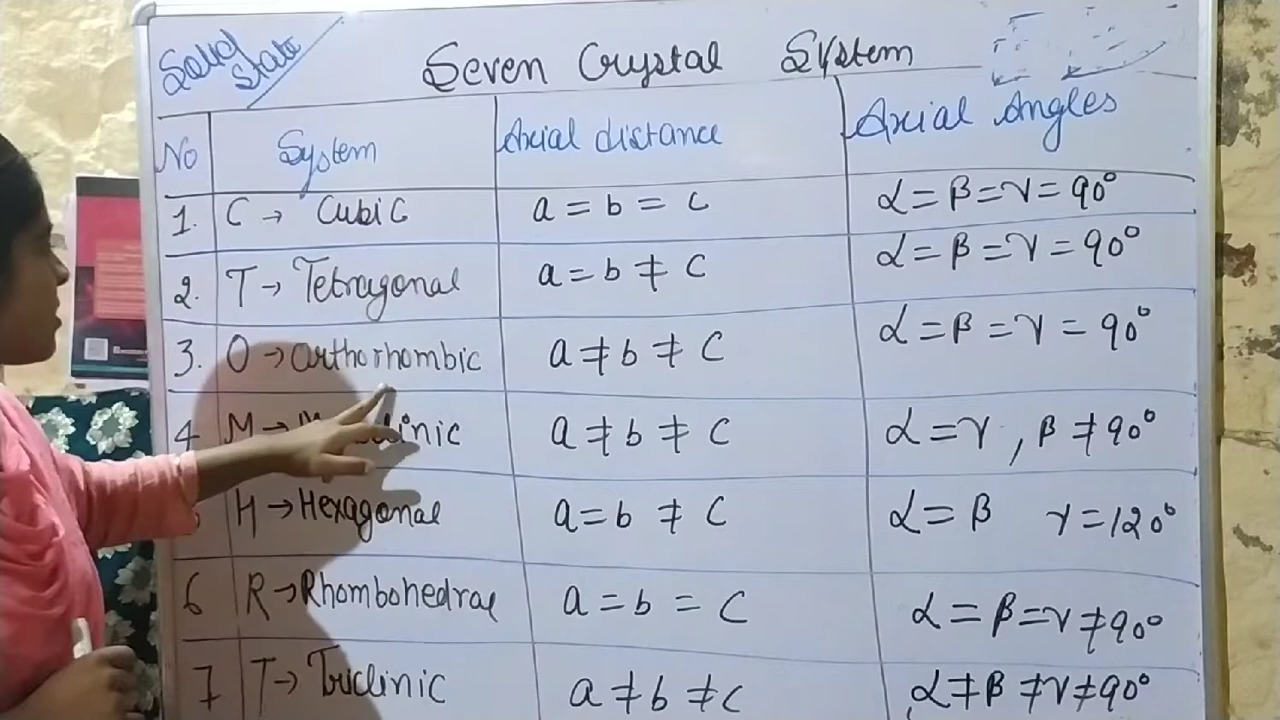 Solid state
Seven Crystal System
No System Axial distance Axial Angles
1. C → Cubic a = b = c α = β = γ = 90°
2. T → Tetragonal a = b ≠ c α = β = γ = 90°
3. O → Orthorhombic a ≠ b ≠ c α = β = γ = 90°
4 M → clinic a ≠ b ≠ c α = γ , β ≠ 90°
H → Hexagonal a = b ≠ c α = β γ = 120°
6 R → Rhombohedral a = b = c α = β = γ ≠ 90°
7 T → Triclinic a ≠ b ≠ c α ≠ β ≠ γ ≠ 90°